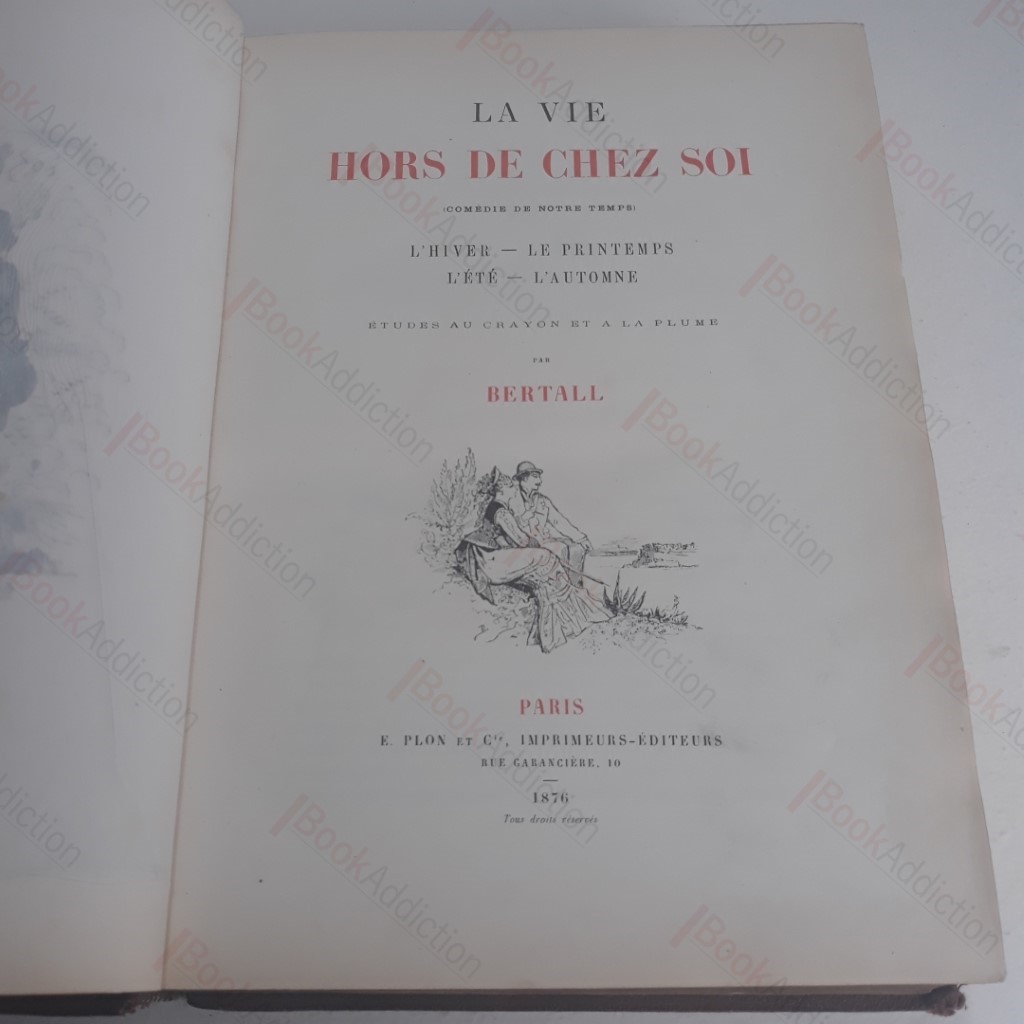 LA VIE
HORS DE CHEZ SOI
(COMÉDIE DE NOTRE TEMPS)
L'HIVER — LE PRINTEMPS
L'ÉTÉ — L'AUTOMNE
ÉTUDES AU CRAYON ET A LA PLUME
PAR
BERTALL
PARIS
E. PLON ET Cie, IMPRIMEURS-ÉDITEURS
RUE GARANCIÈRE, 10
1876
Tous droits réservés
BookAddiction